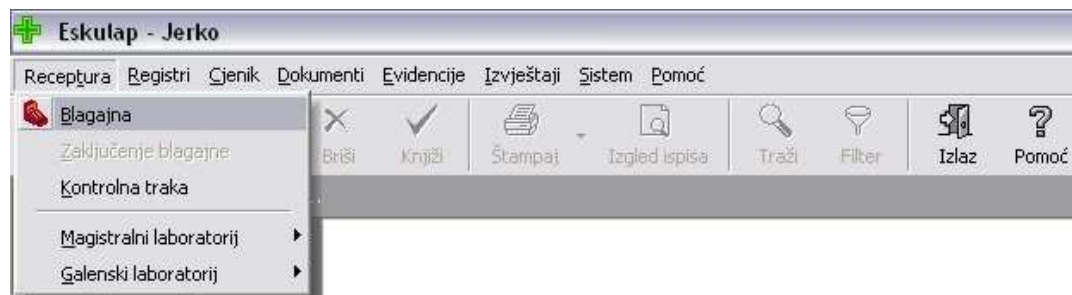 Eskulap - Jerko
Receptura Registri Cjenik Dokumenti Evidencije Izvještaji Sistem Pomoć
Blagajna
Zaključenje blagajne
Kontrolna traka
Magistralni laboratorij
Galenski laboratorij
Briši Knjiži Štampaj Izgled ispisa Traži Filter Izlaz Pomoć